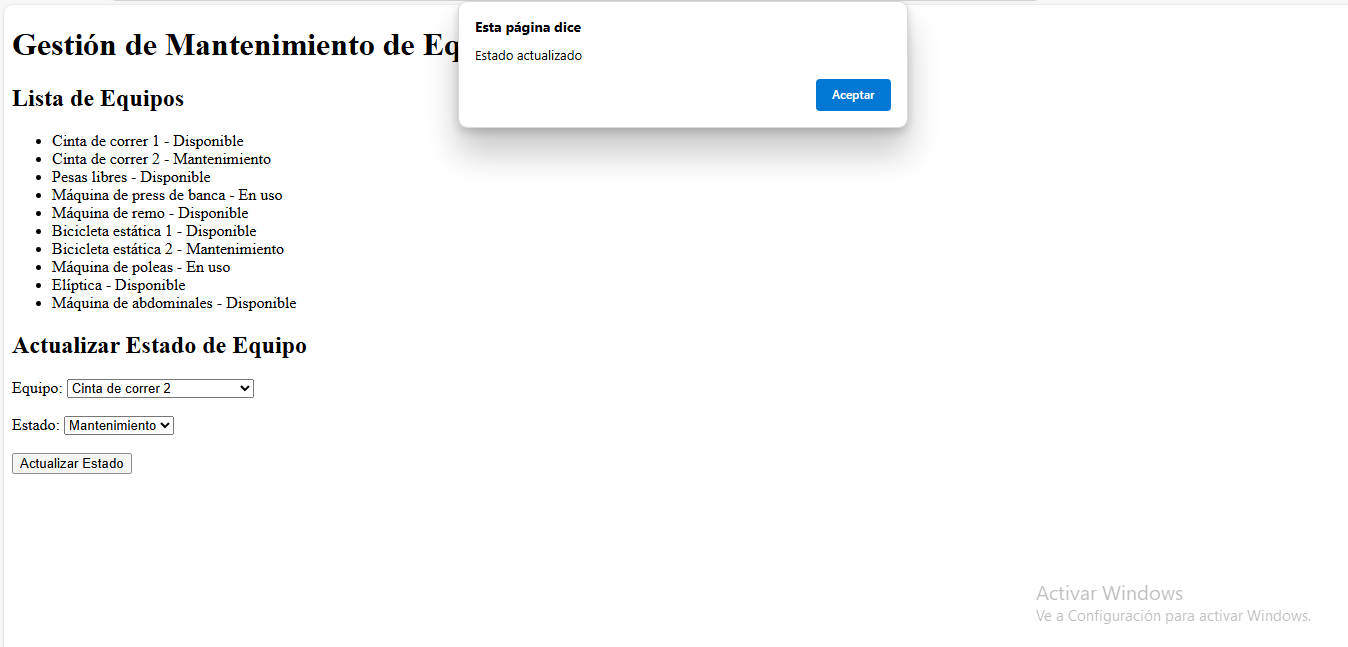 Esta página dice
Estado actualizado
Aceptar
Gestión de Mantenimiento de Eq
Lista de Equipos
Cinta de correr 1 - Disponible
Cinta de correr 2 - Mantenimiento
Pesas libres - Disponible
Máquina de press de banca - En uso
Máquina de remo - Disponible
Bicicleta estática 1 - Disponible
Bicicleta estática 2 - Mantenimiento
Máquina de poleas - En uso
Elíptica - Disponible
Máquina de abdominales - Disponible
Actualizar Estado de Equipo
Equipo: Cinta de correr 2
Estado: Mantenimiento
Actualizar Estado
Activar Windows
Ve a Configuración para activar Windows.